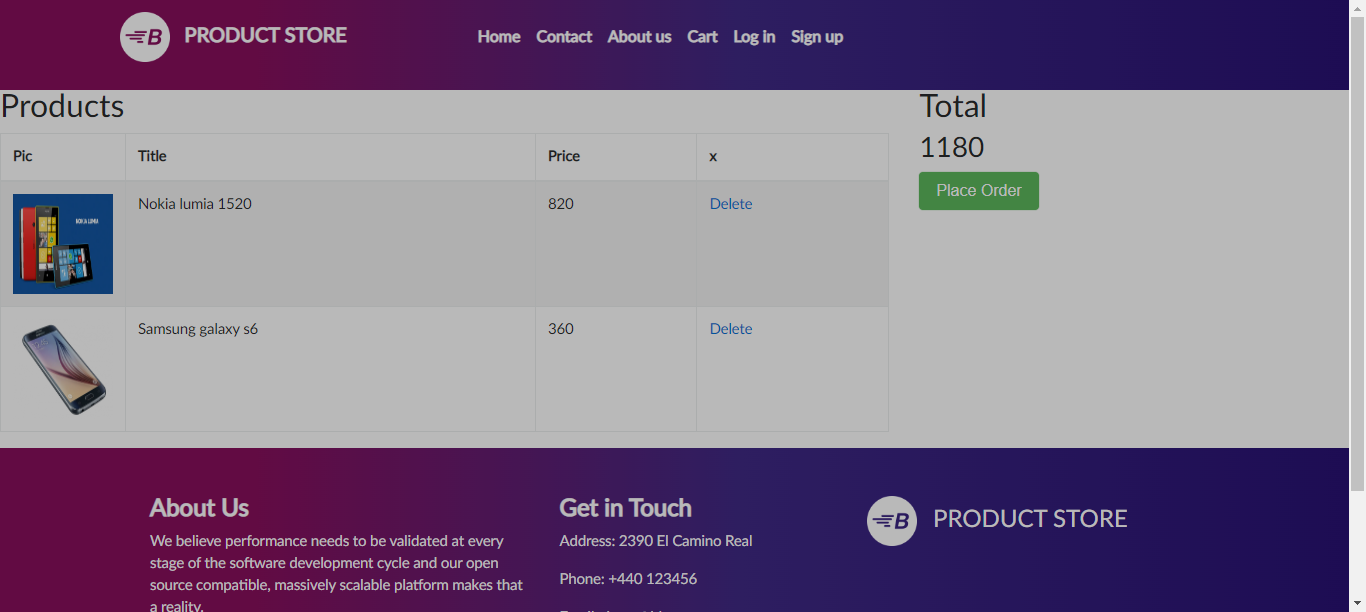 B PRODUCT STORE Home Contact About us Cart Log in Sign up
Products
Total
1180
Place Order
Pic Title Price x
NOKIA LUMIA
Nokia lumia 1520 820 Delete
Samsung galaxy s6 360 Delete
About Us
We believe performance needs to be validated at every
stage of the software development cycle and our open
source compatible, massively scalable platform makes that
a reality.
Get in Touch
Address: 2390 El Camino Real
Phone: +440 123456
B PRODUCT STORE